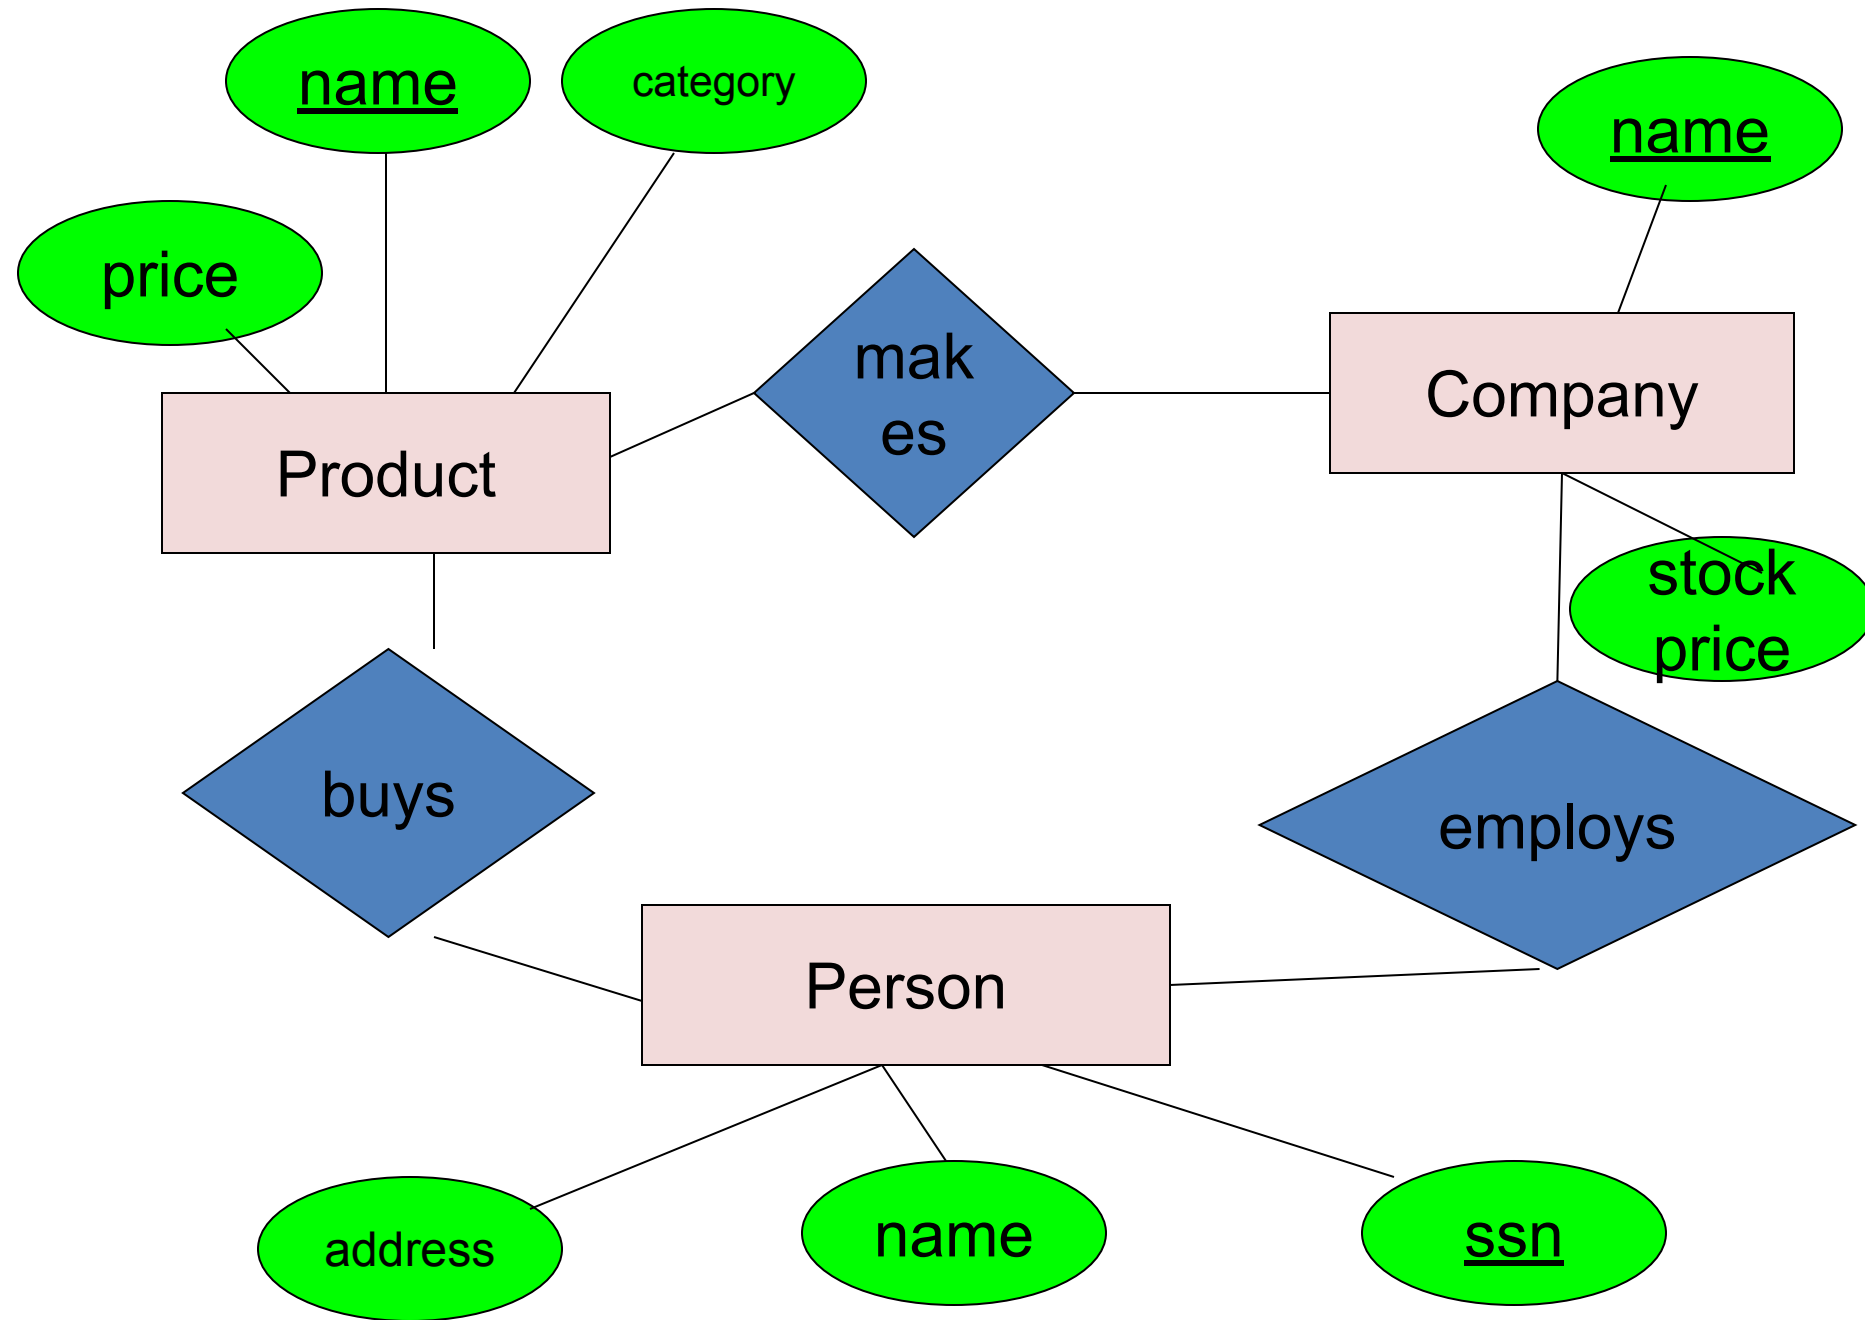 name
category
name
price
mak
es
Company
Product
stock
price
buys
employs
Person
address
name
ssn